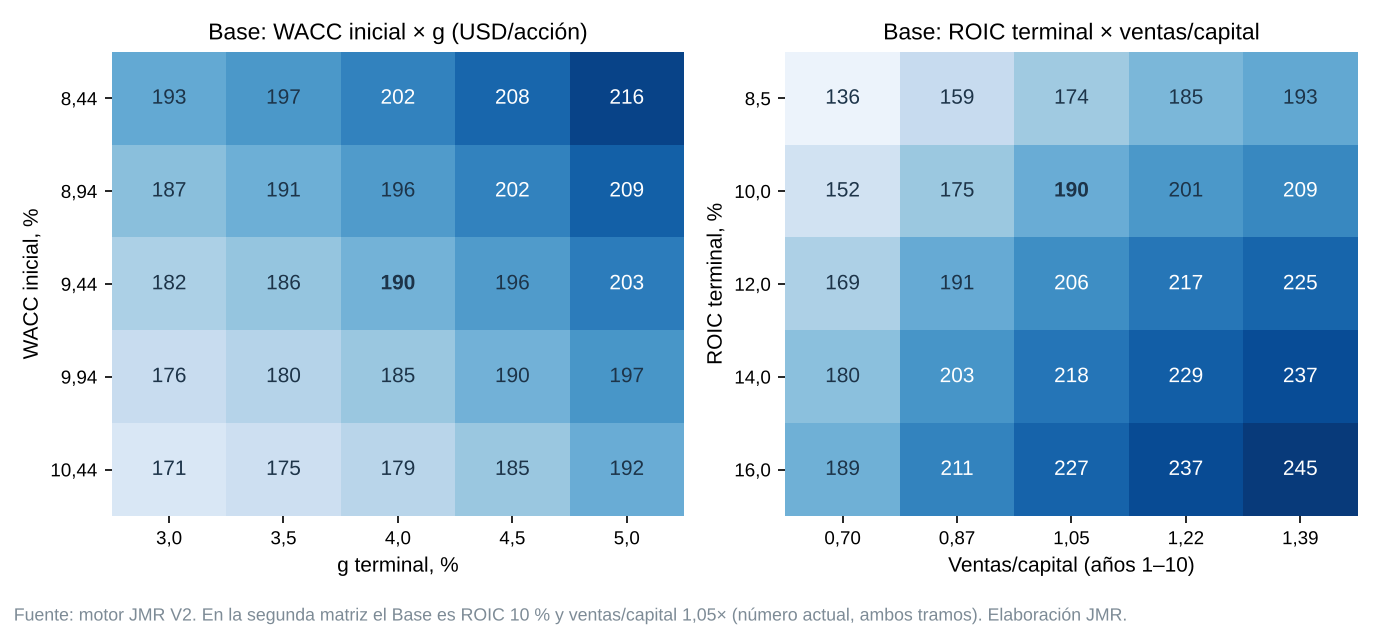 Base: WACC inicial × g (USD/acción)
WACC inicial, %
8,44 193 197 202 208 216
8,94 187 191 196 202 209
9,44 182 186 190 196 203
9,94 176 180 185 190 197
10,44 171 175 179 185 192
3,0 3,5 4,0 4,5 5,0
g terminal, %
Base: ROIC terminal × ventas/capital
ROIC terminal, %
8,5 136 159 174 185 193
10,0 152 175 190 201 209
12,0 169 191 206 217 225
14,0 180 203 218 229 237
16,0 189 211 227 237 245
0,70 0,87 1,05 1,22 1,39
Ventas/capital (años 1–10)
Fuente: motor JMR V2. En la segunda matriz el Base es ROIC 10 % y ventas/capital 1,05× (número actual, ambos tramos). Elaboración JMR.